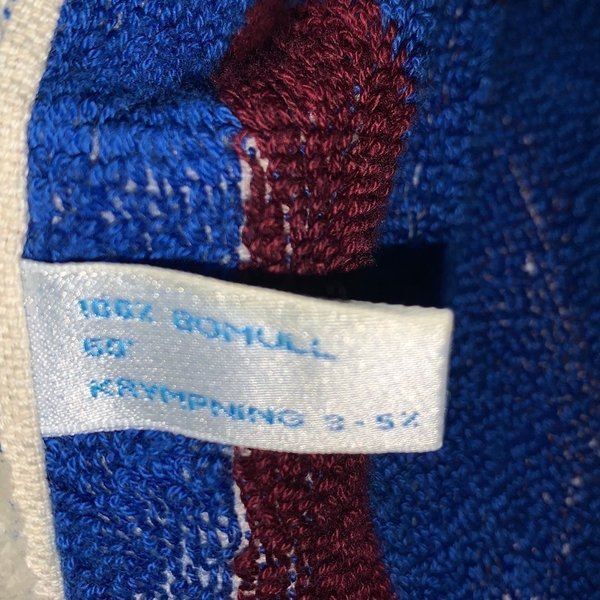 100% BOMULL
60°
KRYMPNING 3-5%